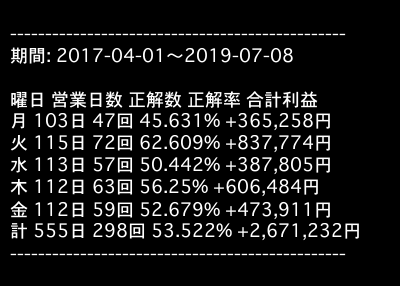 ------------------------------------------------
期間: 2017-04-01〜2019-07-08
曜日 営業日数 正解数 正解率 合計利益
月 103日 47回 45.631% +365,258円
火 115日 72回 62.609% +837,774円
水 113日 57回 50.442% +387,805円
木 112日 63回 56.25% +606,484円
金 112日 59回 52.679% +473,911円
計 555日 298回 53.522% +2,671,232円
------------------------------------------------